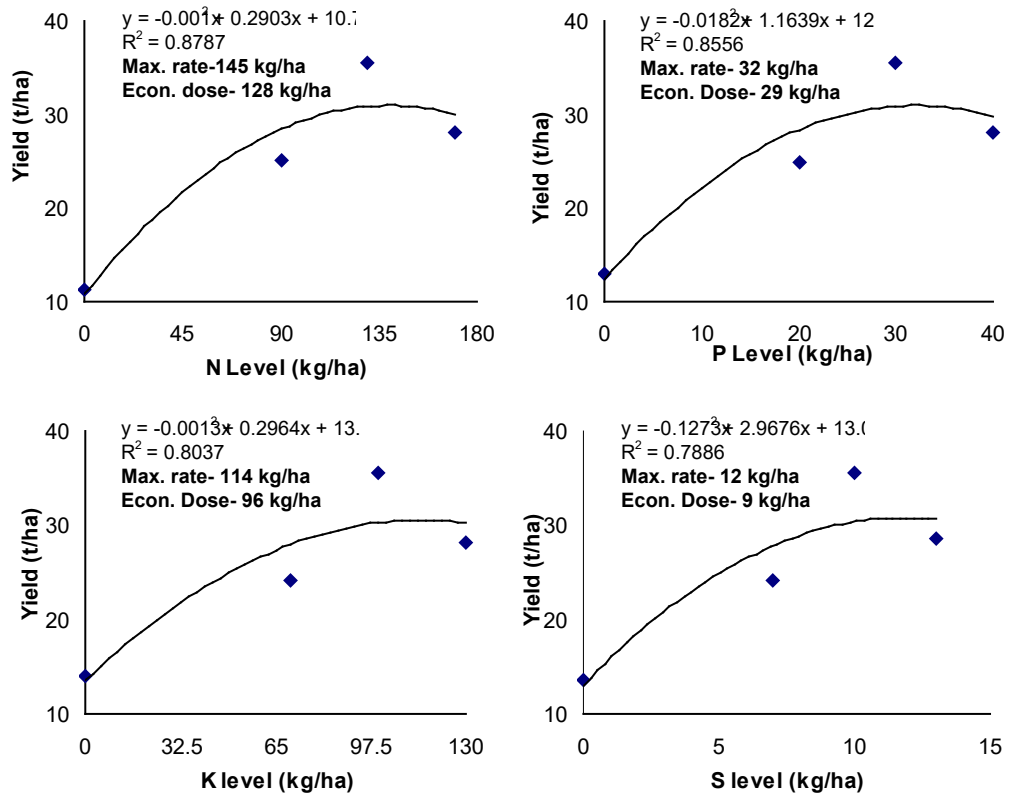 y = -0.001x² + 0.2903x + 10.7
R² = 0.8787
Max. rate-145 kg/ha
Econ. dose- 128 kg/ha
Yield (t/ha)
40
30
20
10
0 45 90 135 180
N Level (kg/ha)
y = -0.0182x² + 1.1639x + 12
R² = 0.8556
Max. rate- 32 kg/ha
Econ. Dose- 29 kg/ha
Yield (t/ha)
40
30
20
10
0 10 20 30 40
P Level (kg/ha)
y = -0.0013x² + 0.2964x + 13.
R² = 0.8037
Max. rate- 114 kg/ha
Econ. Dose- 96 kg/ha
Yield (t/ha)
40
30
20
10
0 32.5 65 97.5 130
K level (kg/ha)
y = -0.1273x² + 2.9676x + 13.0
R² = 0.7886
Max. rate- 12 kg/ha
Econ. Dose- 9 kg/ha
Yield (t/ha)
40
30
20
10
0 5 10 15
S level (kg/ha)